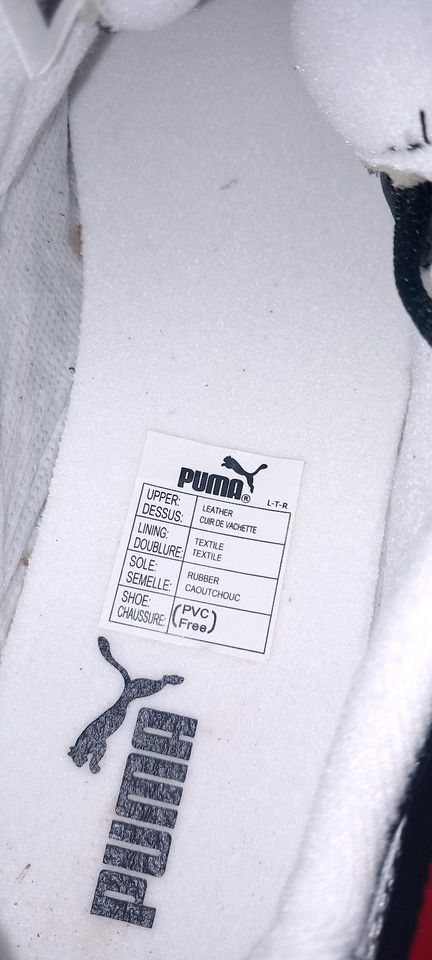 PUMA®
L-T-R
UPPER: LEATHER
DESSUS: CUIR DE VACHETTE
LINING: TEXTILE
DOUBLURE: TEXTILE
SOLE: RUBBER
SEMELLE: CAOUTCHOUC
SHOE: (PVC
CHAUSSURE: Free)
PUMA